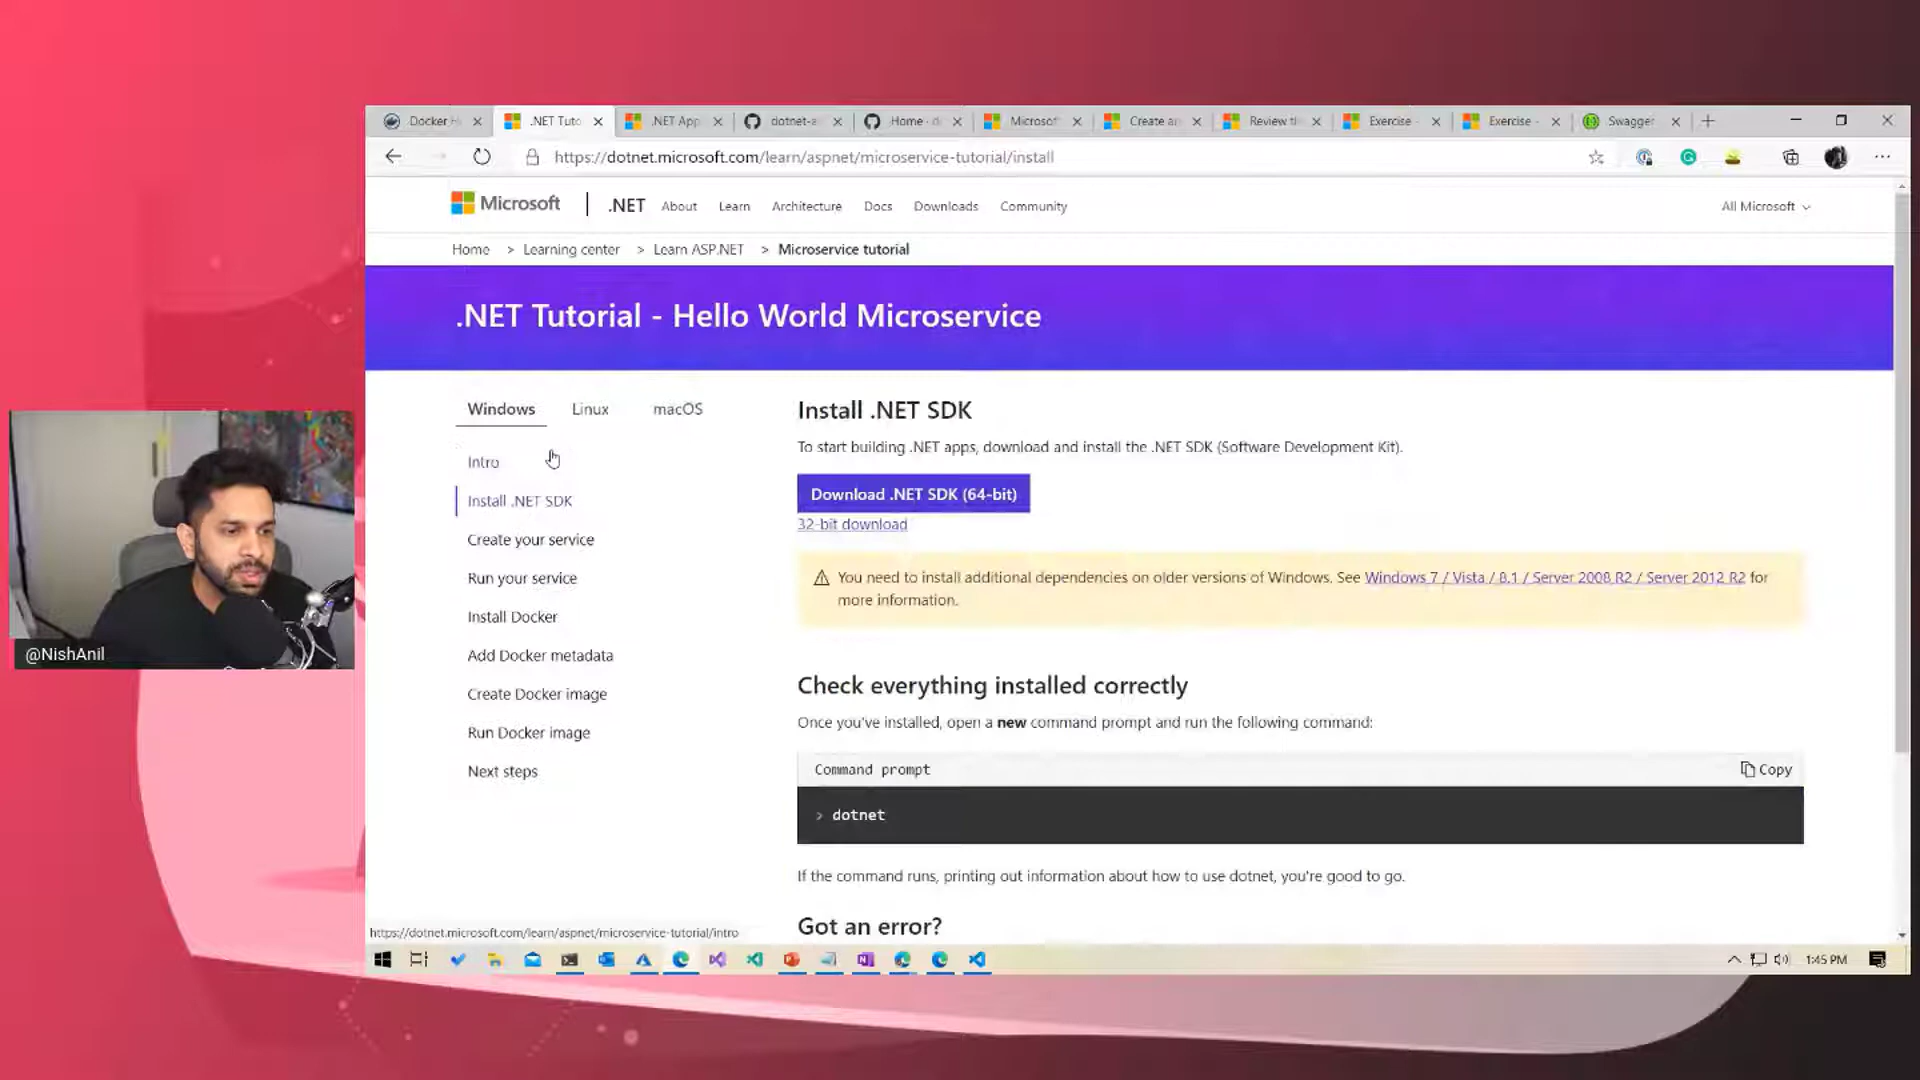 Docker H
.NET Tuto
.NET App
dotnet-a
Home - d
Microsof
Create an
Review th
Exercise -
Exercise -
Swagger
https://dotnet.microsoft.com/learn/aspnet/microservice-tutorial/install
Microsoft
.NET
About
Learn
Architecture
Docs
Downloads
Community
All Microsoft
Home > Learning center > Learn ASP.NET > Microservice tutorial
.NET Tutorial - Hello World Microservice
Windows
Linux
macOS
Intro
Install .NET SDK
Create your service
Run your service
Install Docker
Add Docker metadata
Create Docker image
Run Docker image
Next steps
Install .NET SDK
To start building .NET apps, download and install the .NET SDK (Software Development Kit).
Download .NET SDK (64-bit)
32-bit download
You need to install additional dependencies on older versions of Windows. See Windows 7 / Vista / 8.1 / Server 2008 R2 / Server 2012 R2 for
more information.
Check everything installed correctly
Once you've installed, open a new command prompt and run the following command:
Command prompt
Copy
> dotnet
If the command runs, printing out information about how to use dotnet, you're good to go.
Got an error?
https://dotnet.microsoft.com/learn/aspnet/microservice-tutorial/intro
1:45 PM
@NishAnil